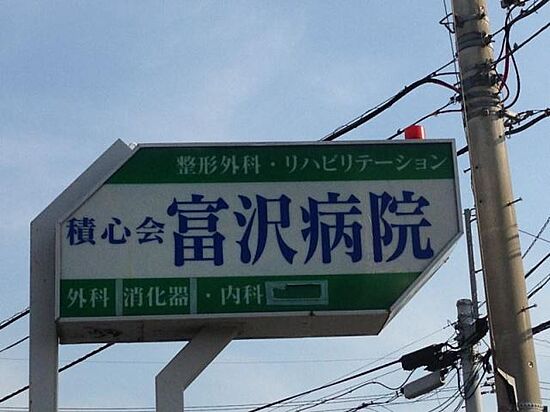 整形外科・リハビリテーション
積心会 富沢病院
外科 消化器・内科